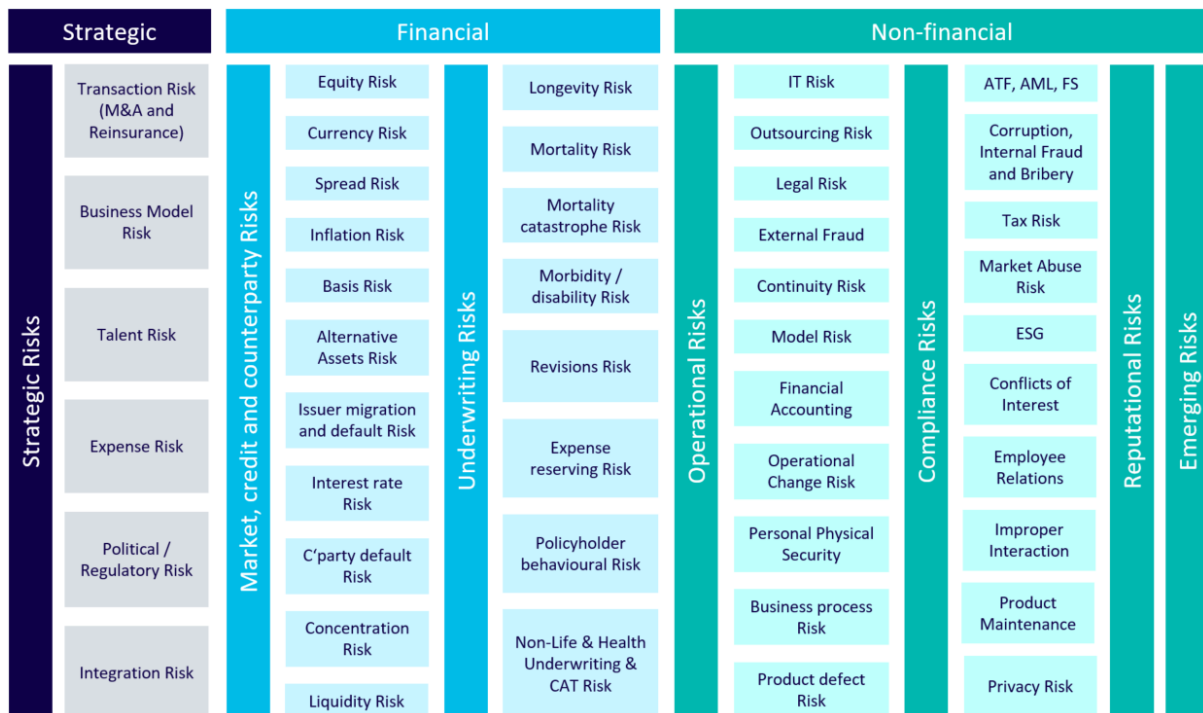 Strategic
Financial
Non-financial
Strategic Risks
Transaction Risk
(M&A and
Reinsurance)
Business Model
Risk
Talent Risk
Expense Risk
Political /
Regulatory Risk
Integration Risk
Market, credit and counterparty Risks
Equity Risk
Currency Risk
Spread Risk
Inflation Risk
Basis Risk
Alternative
Assets Risk
Issuer migration
and default Risk
Interest rate
Risk
C‘party default
Risk
Concentration
Risk
Liquidity Risk
Underwriting Risks
Longevity Risk
Mortality Risk
Mortality
catastrophe Risk
Morbidity /
disability Risk
Revisions Risk
Expense
reserving Risk
Policyholder
behavioural Risk
Non-Life & Health
Underwriting &
CAT Risk
Operational Risks
IT Risk
Outsourcing Risk
Legal Risk
External Fraud
Continuity Risk
Model Risk
Financial
Accounting
Operational
Change Risk
Personal Physical
Security
Business process
Risk
Product defect
Risk
Compliance Risks
ATF, AML, FS
Corruption,
Internal Fraud
and Bribery
Tax Risk
Market Abuse
Risk
ESG
Conflicts of
Interest
Employee
Relations
Improper
Interaction
Product
Maintenance
Privacy Risk
Reputational Risks
Emerging Risks